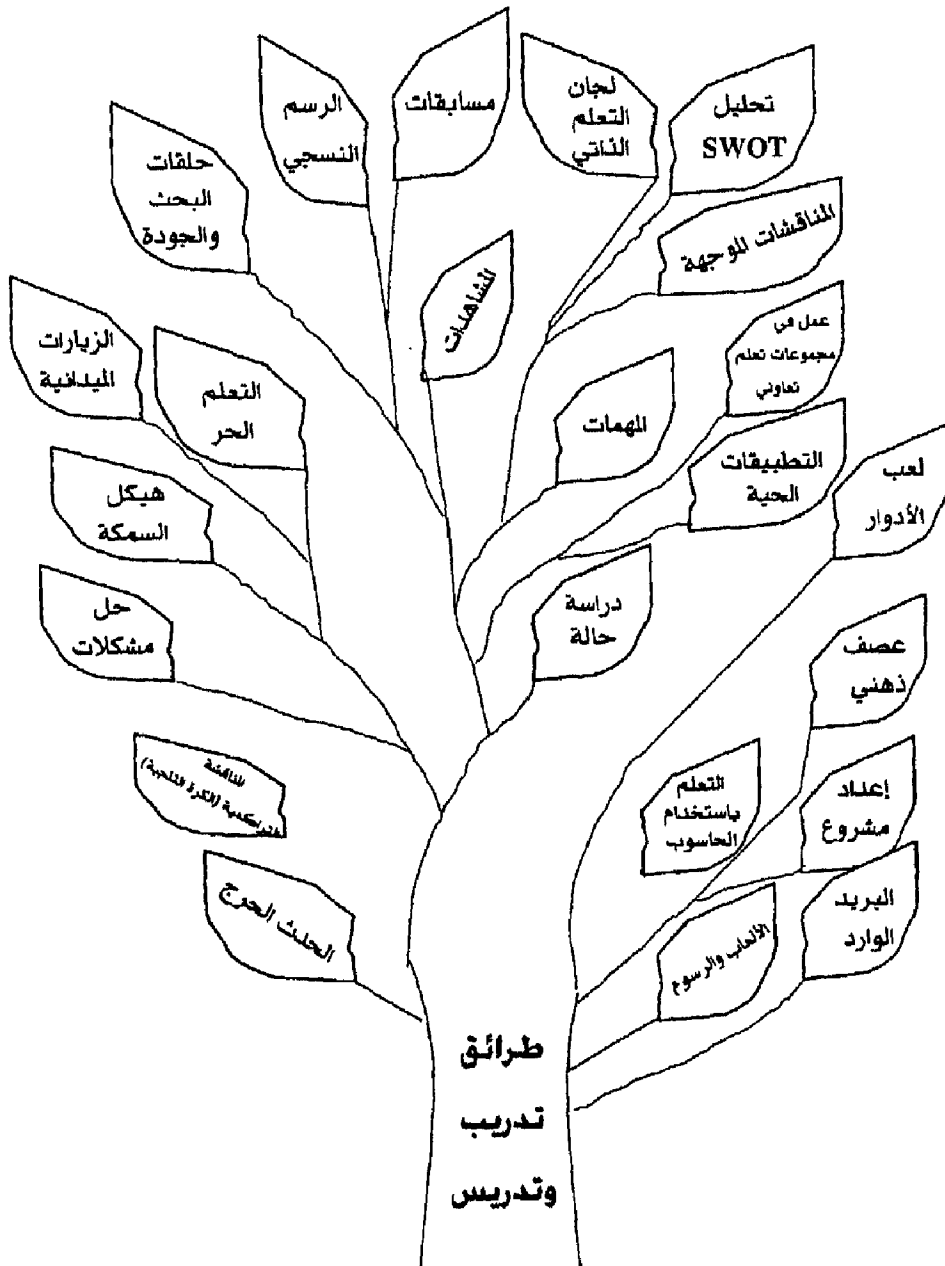 تحليل
SWOT
لجان
التعلم
الذاتي
مسابقات
الرسم
النسجي
حلقات
البحث
والجودة
المناقشات الموجهة
المشاهدات
عمل في
مجموعات تعلم
تعاوني
الزيارات
الميدانية
التعلم
الحر
المهمات
التطبيقات
الحية
لعب
الأدوار
هيكل
السمكة
دراسة
حالة
حل
مشكلات
عصف
ذهني
المناقشة
(الكرة الثلجية)
التعلم
باستخدام
الحاسوب
إعداد
مشروع
البريد
الوارد
الحدث الحرج
الألعاب والرسوم
طرائق
تدريب
وتدريس